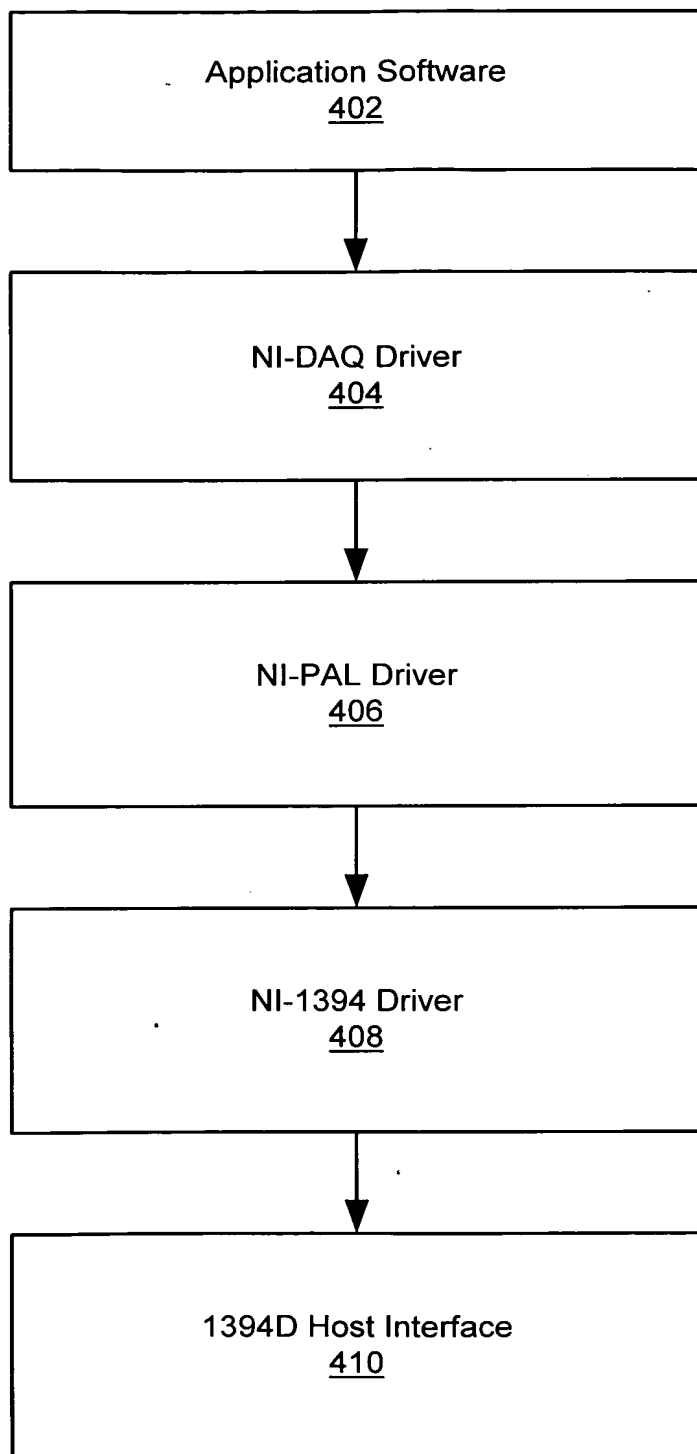 Application Software
402
NI-DAQ Driver
404
NI-PAL Driver
406
NI-1394 Driver
408
1394D Host Interface
410